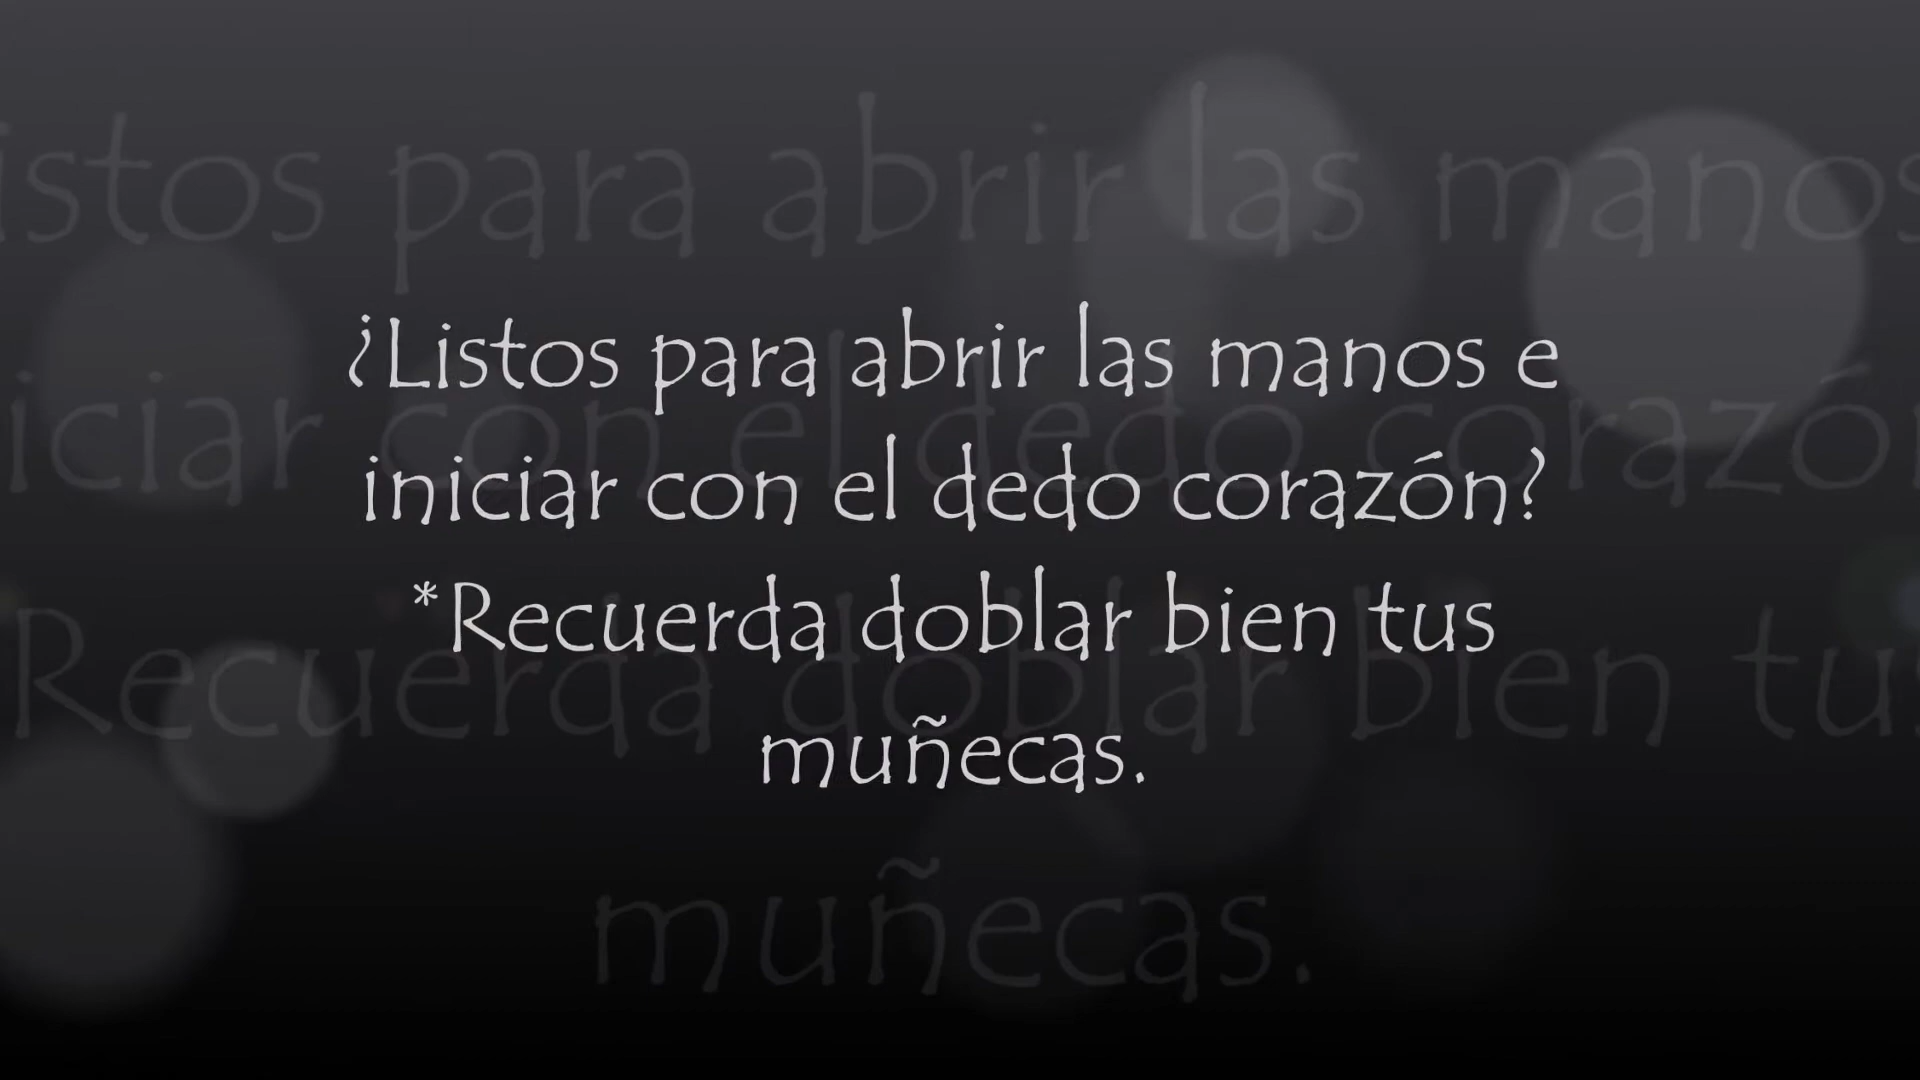 ¿Listos para abrir las manos e
iniciar con el dedo corazón?
*Recuerda doblar bien tus
muñecas.